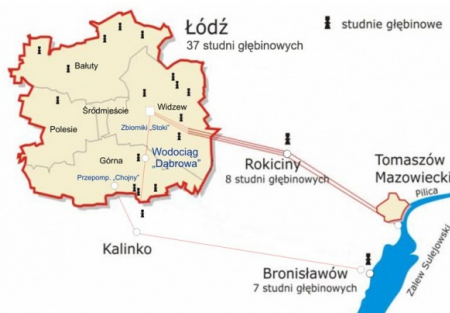 Łódź
37 studni głębinowych
studnie głębinowe
Bałuty
Widzew
Śródmieście
Zbiorniki „Stoki”
Polesie
Wodociąg
„Dąbrowa”
Górna
Przepomp. „Chojny”
Rokiciny
8 studni głębinowych
Tomaszów
Mazowiecki
Pilica
Kalinko
Bronisławów
7 studni głębinowych
Zalew Sulejowski